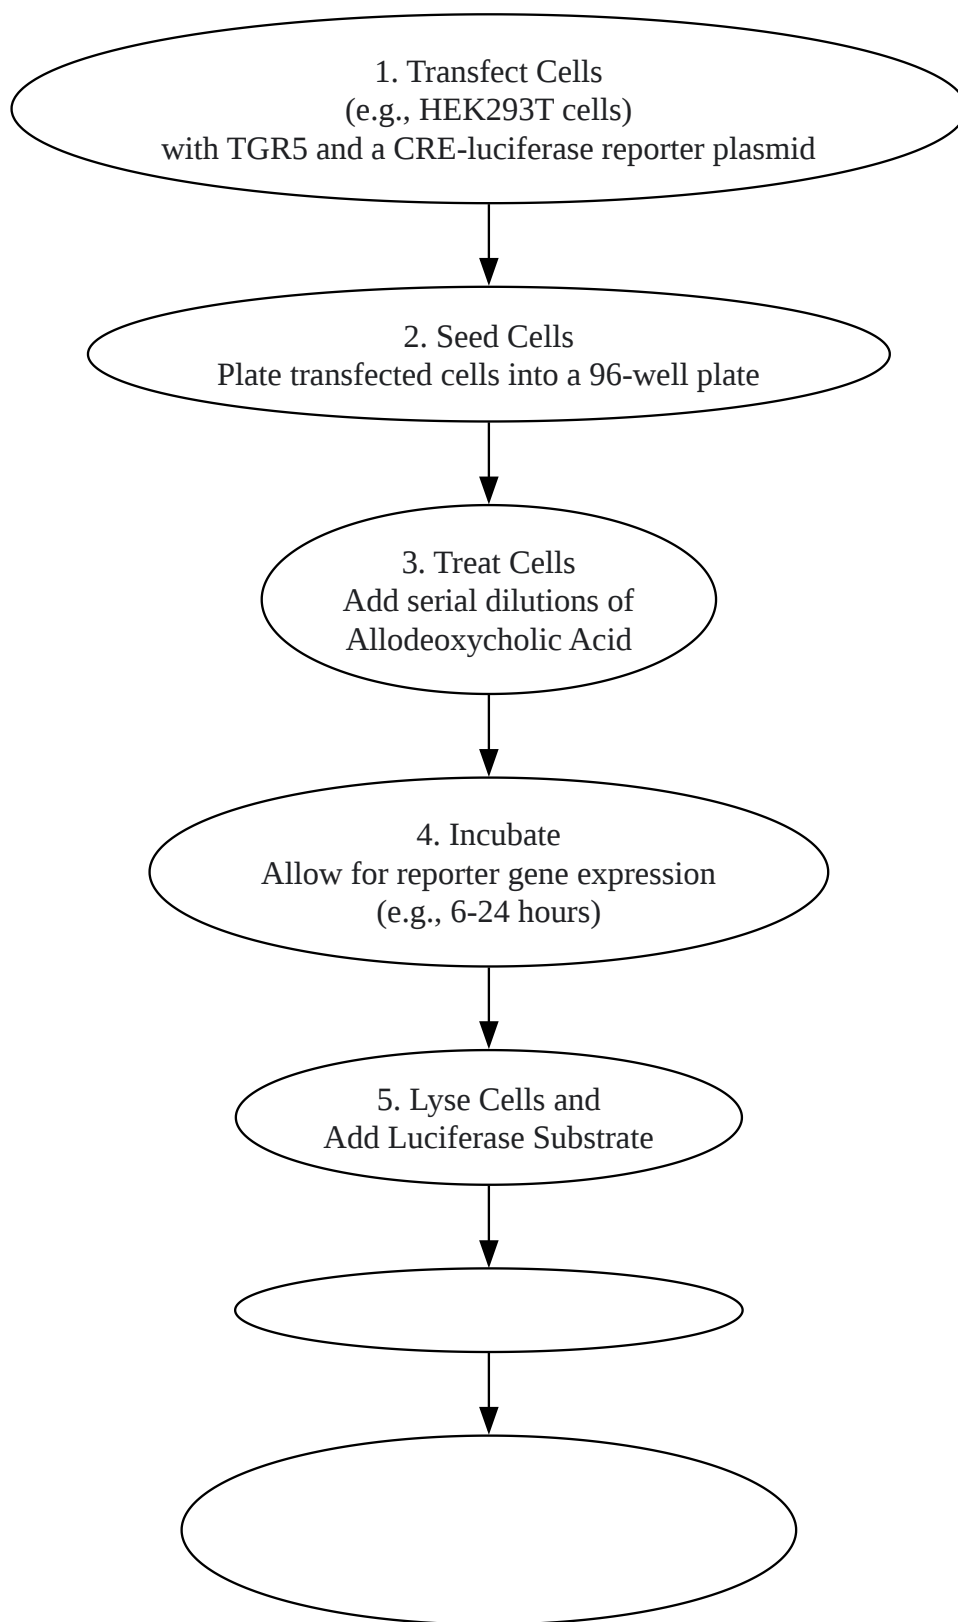 1. Transfect Cells
(e.g., HEK293T cells)
with TGR5 and a CRE-luciferase reporter plasmid
2. Seed Cells
Plate transfected cells into a 96-well plate
3. Treat Cells
Add serial dilutions of
Allodeoxycholic Acid
4. Incubate
Allow for reporter gene expression
(e.g., 6-24 hours)
5. Lyse Cells and
Add Luciferase Substrate